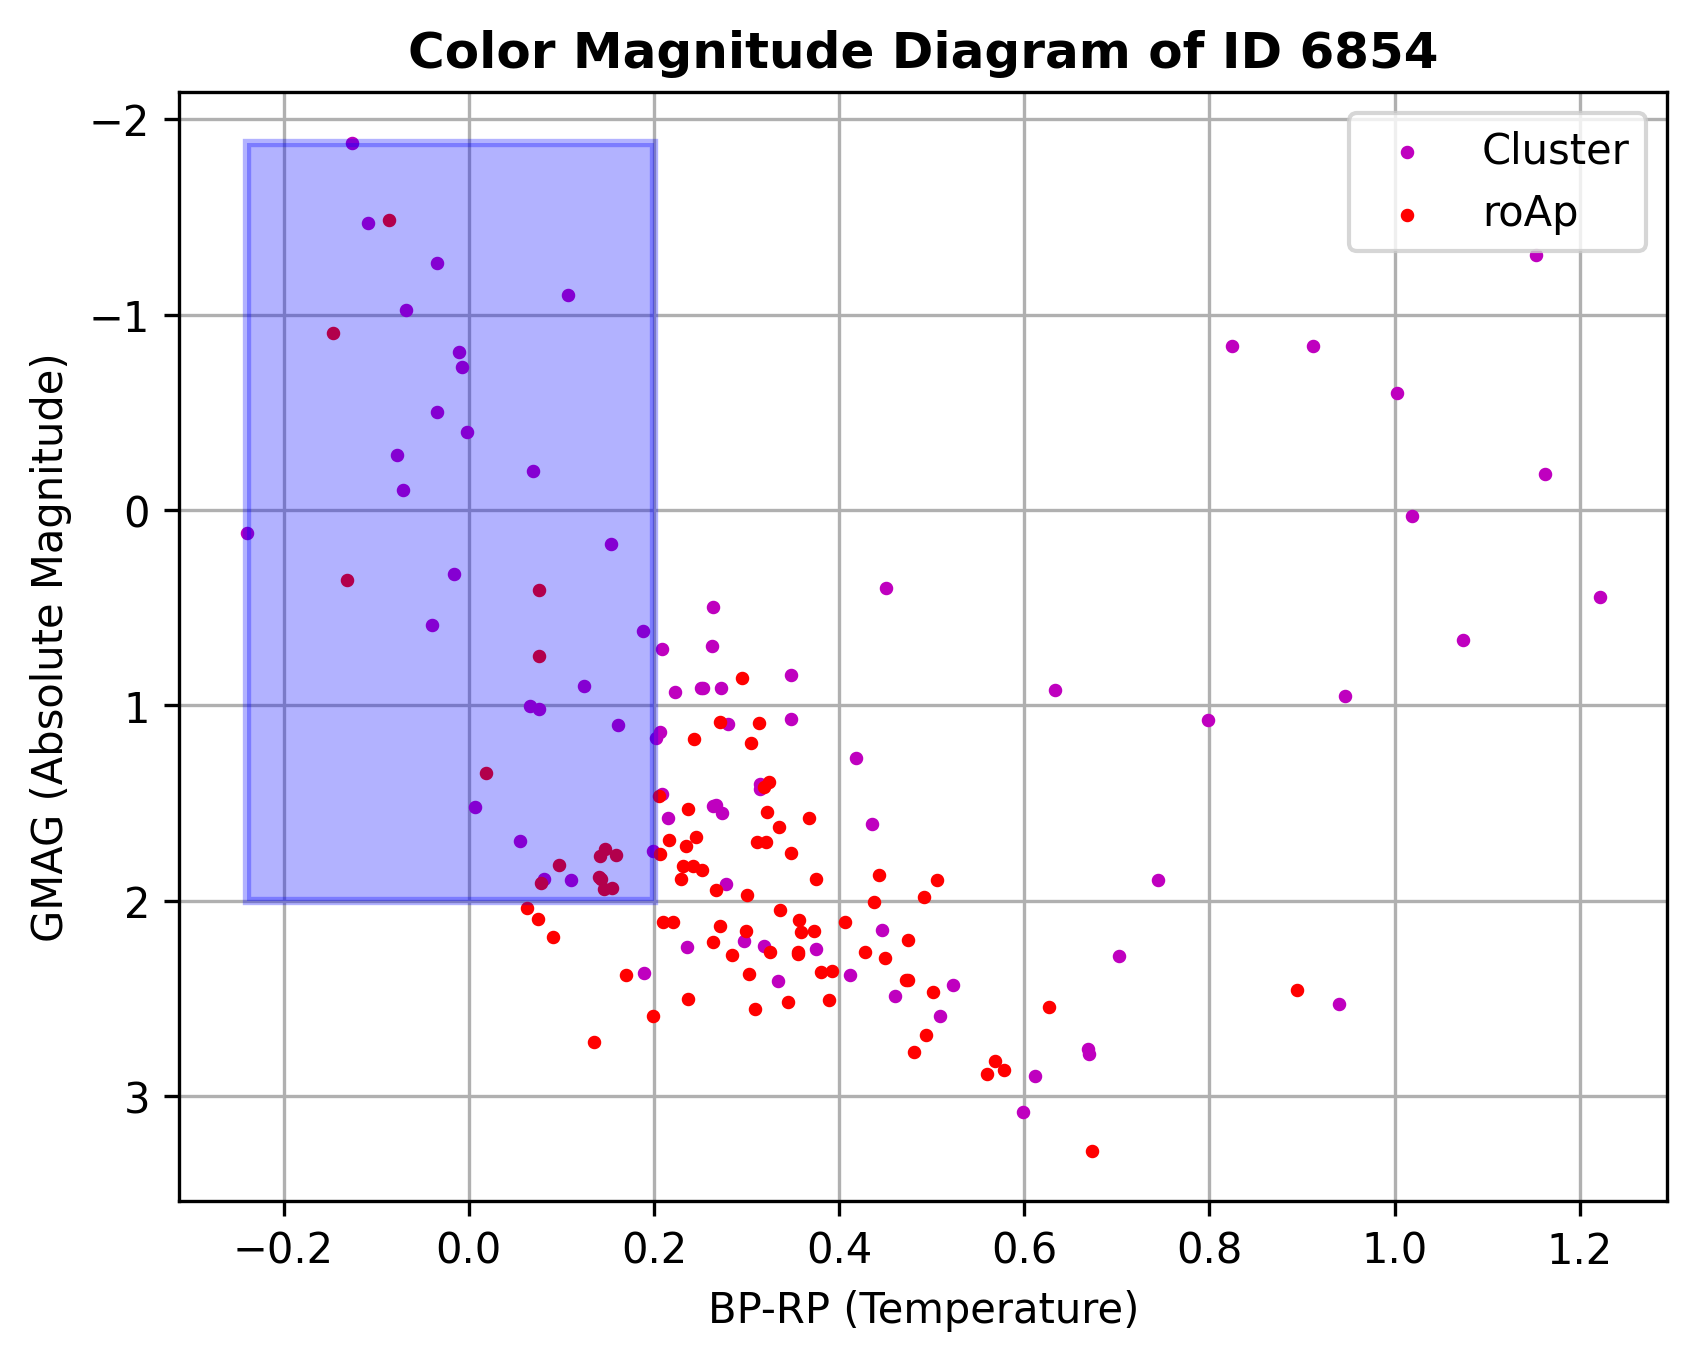 Color Magnitude Diagram of ID 6854
Cluster
roAp
GMAG (Absolute Magnitude)
−2
−1
0
1
2
3
−0.2 0.0 0.2 0.4 0.6 0.8 1.0 1.2
BP-RP (Temperature)